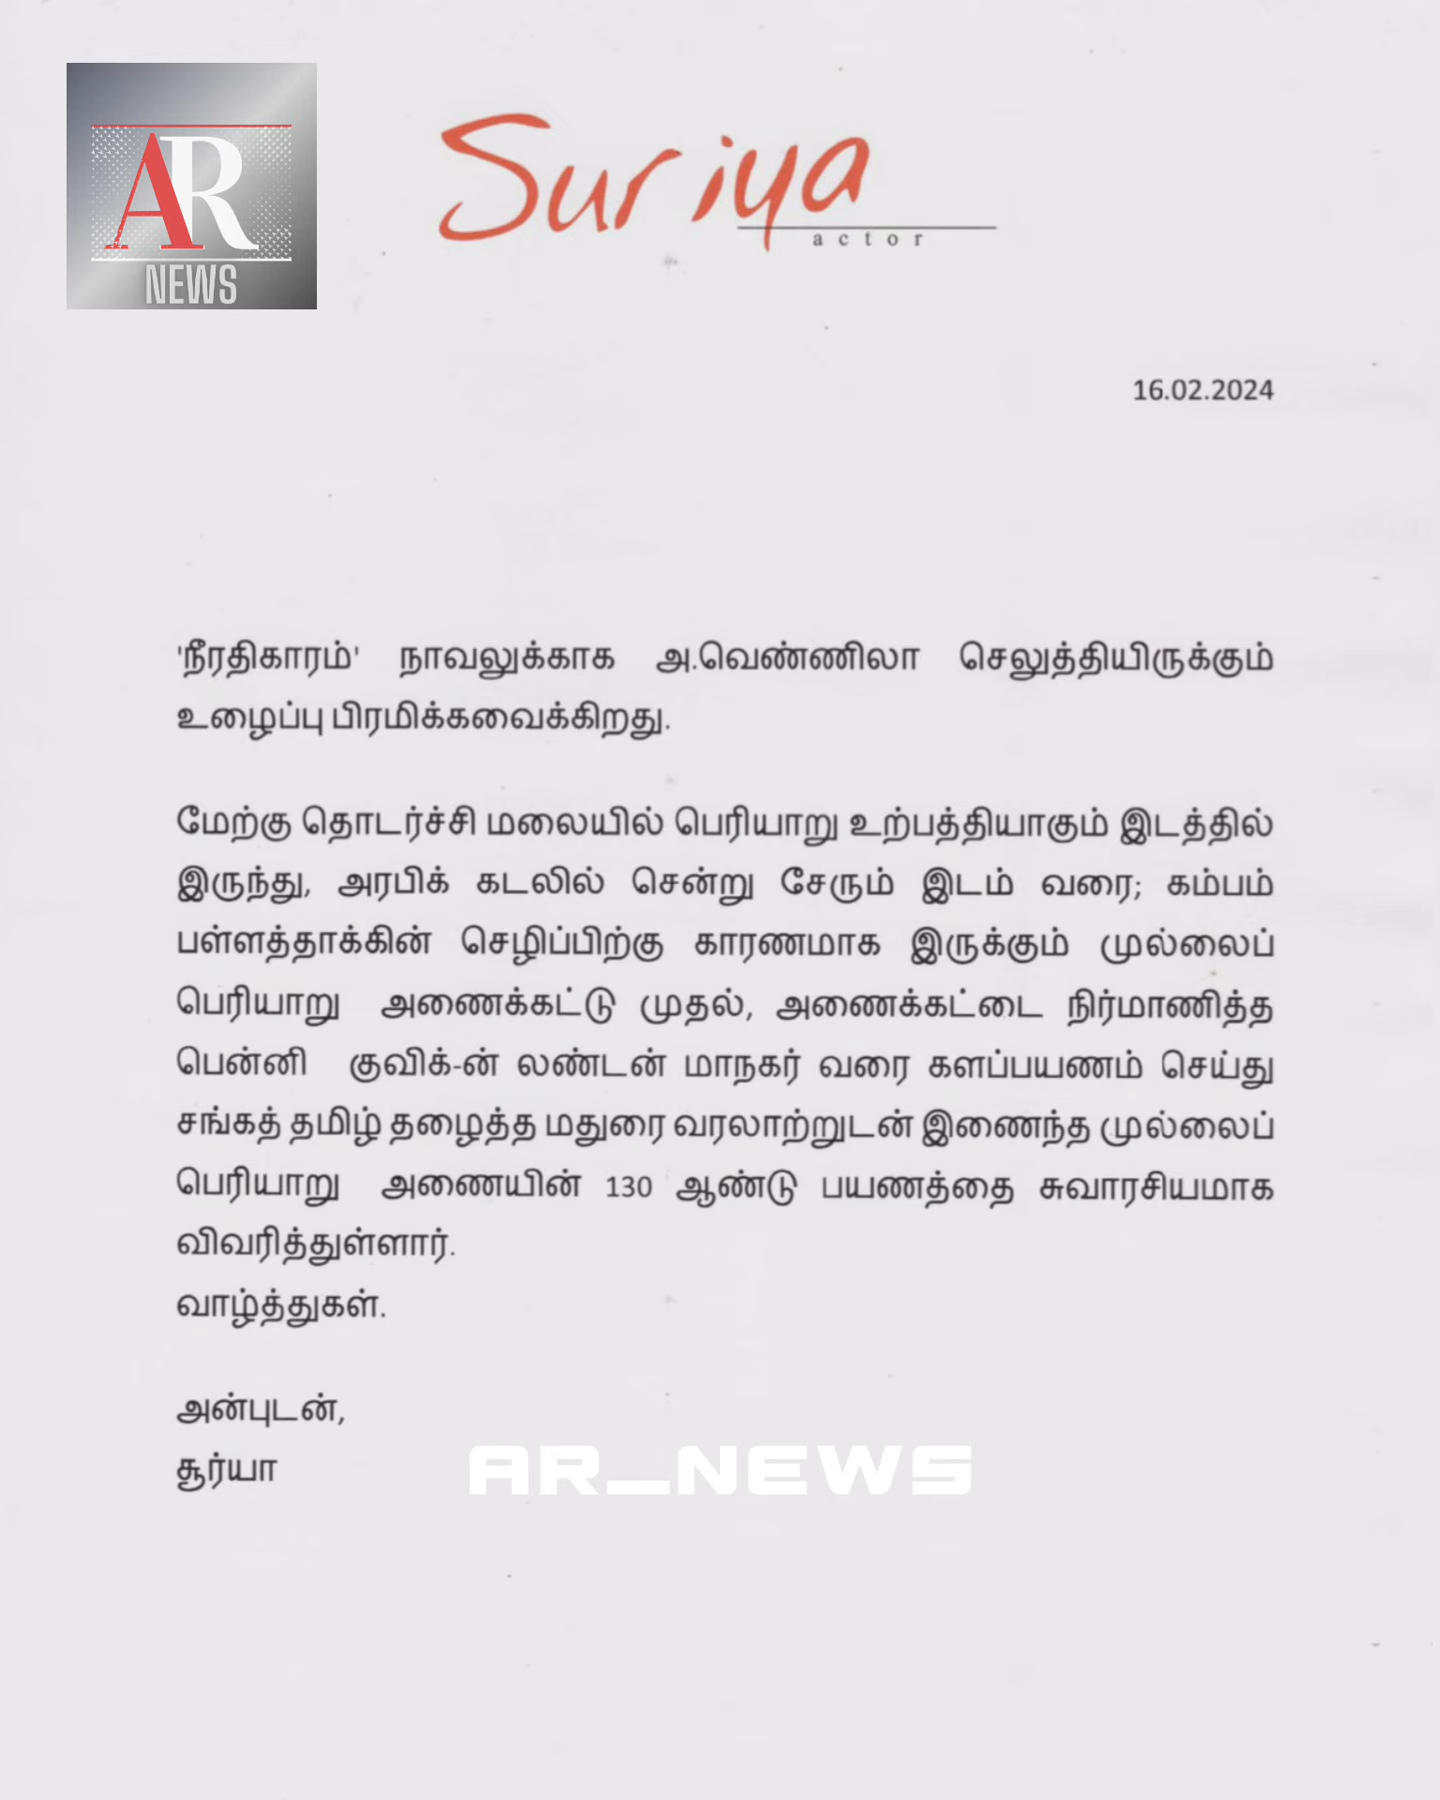 AR
NEWS
Suriya
actor
16.02.2024
'நீரதிகாரம்' நாவலுக்காக அ.வெண்ணிலா செலுத்தியிருக்கும்
உழைப்பு பிரமிக்கவைக்கிறது.
மேற்கு தொடர்ச்சி மலையில் பெரியாறு உற்பத்தியாகும் இடத்தில்
இருந்து, அரபிக் கடலில் சென்று சேரும் இடம் வரை; கம்பம்
பள்ளத்தாக்கின் செழிப்பிற்கு காரணமாக இருக்கும் முல்லைப்
பெரியாறு அணைக்கட்டு முதல், அணைக்கட்டை நிர்மாணித்த
பென்னி குவிக்-ன் லண்டன் மாநகர் வரை களப்பயணம் செய்து
சங்கத் தமிழ் தழைத்த மதுரை வரலாற்றுடன் இணைந்த முல்லைப்
பெரியாறு அணையின் 130 ஆண்டு பயணத்தை சுவாரசியமாக
விவரித்துள்ளார்.
வாழ்த்துகள்.
அன்புடன்,
சூர்யா
AR_NEWS